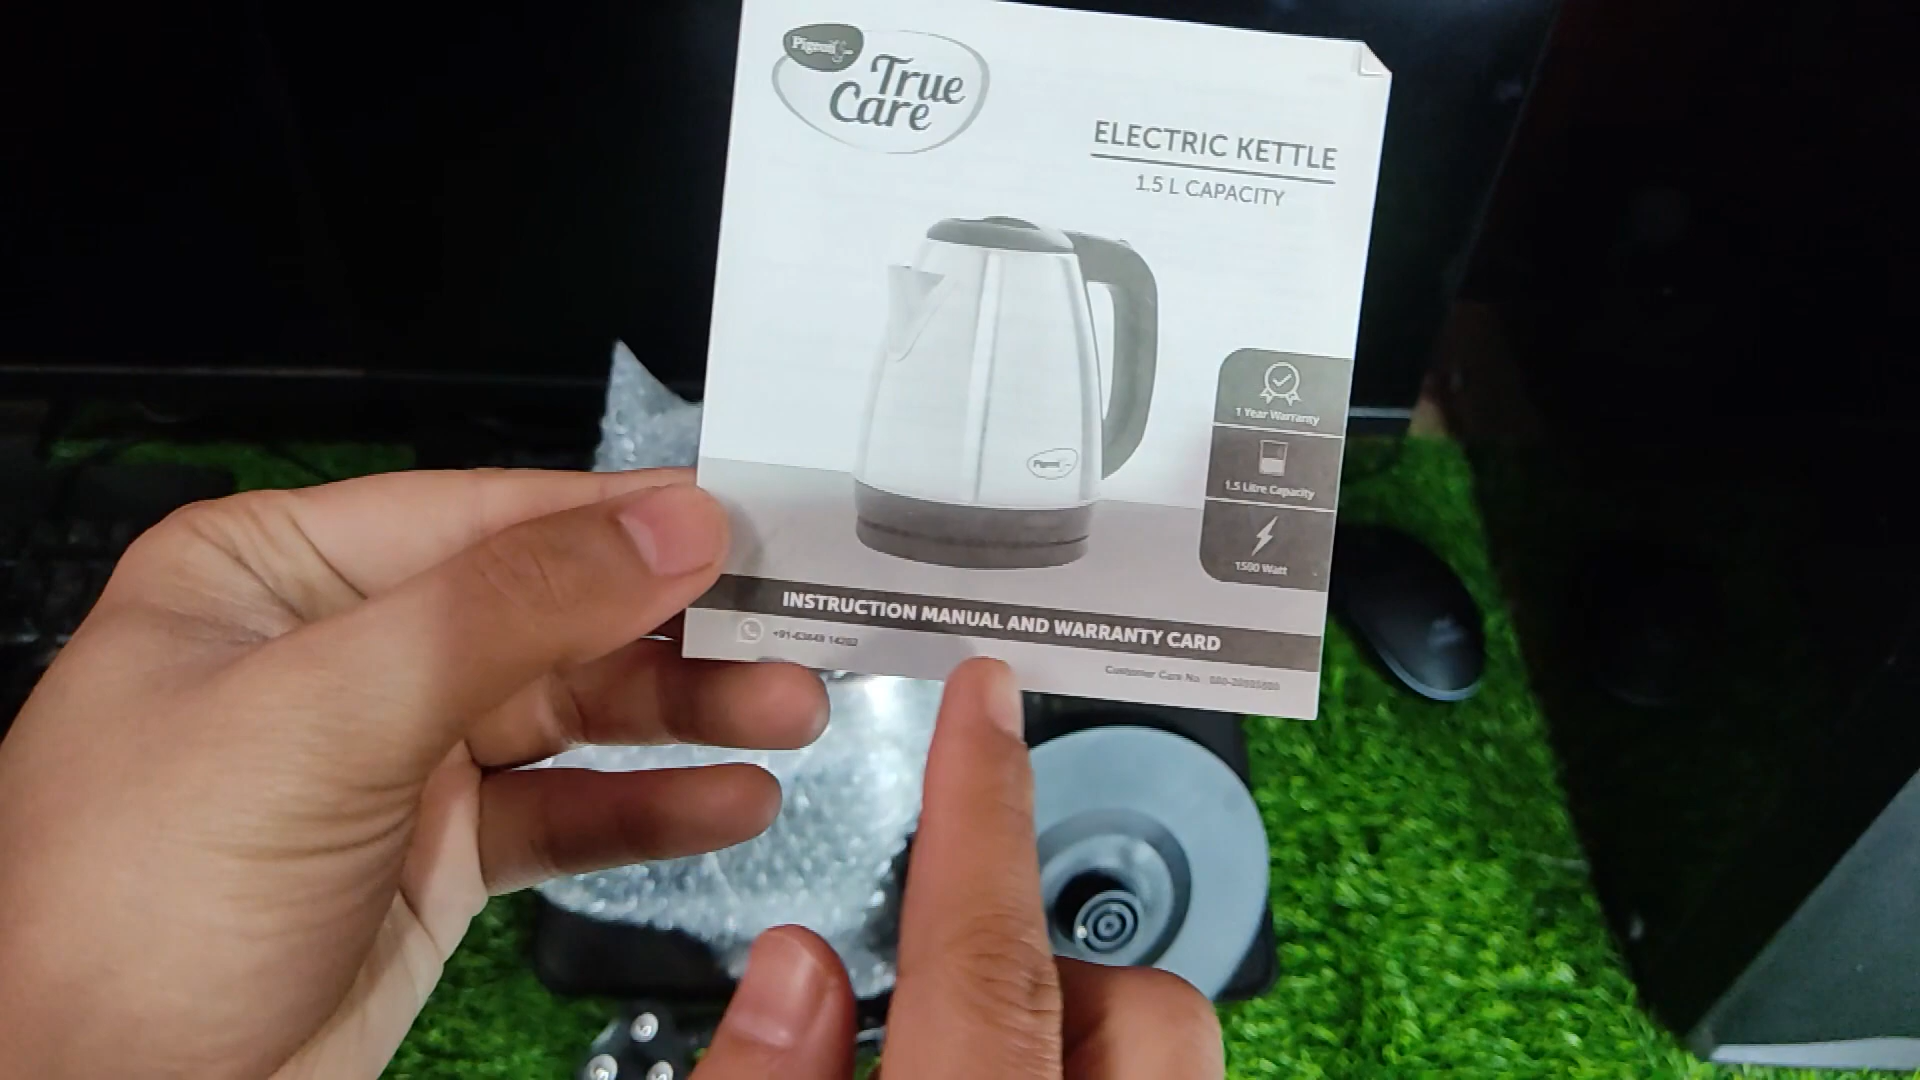 Pigeon
True
Care
ELECTRIC KETTLE
1.5 L CAPACITY
Pigeon
1 Year Warranty
1.5 Litre Capacity
1500 Watt
INSTRUCTION MANUAL AND WARRANTY CARD
Customer Care No